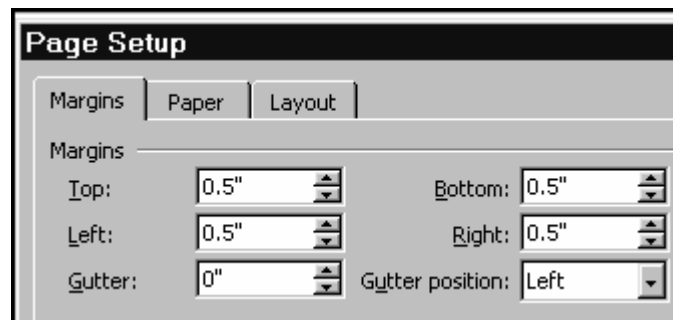 Page Setup
Margins Paper Layout
Margins
Top: 0.5" Bottom: 0.5"
Left: 0.5" Right: 0.5"
Gutter: 0" Gutter position: Left